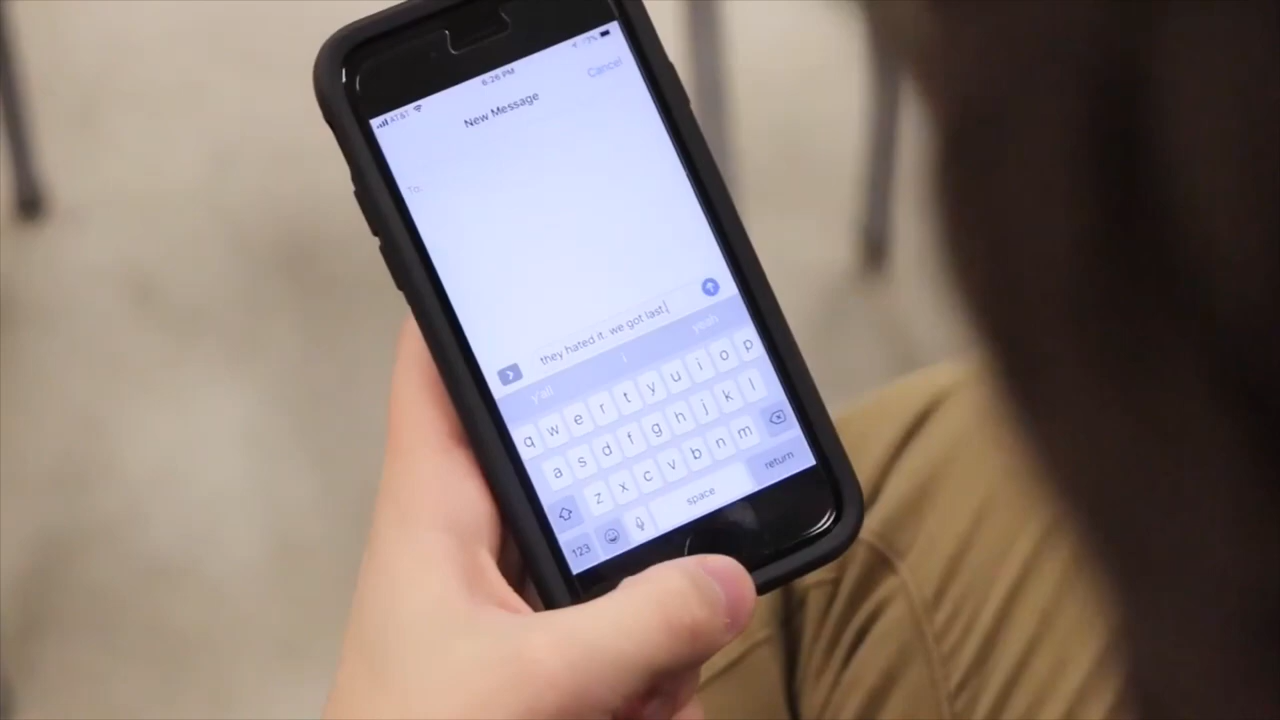 AT&T 6:26 PM
Cancel
New Message
To:
they hated it. we got last.
y'all yeah
q w e r t y u i o p
a s d f g h j k l
z x c v b n m
123 space return